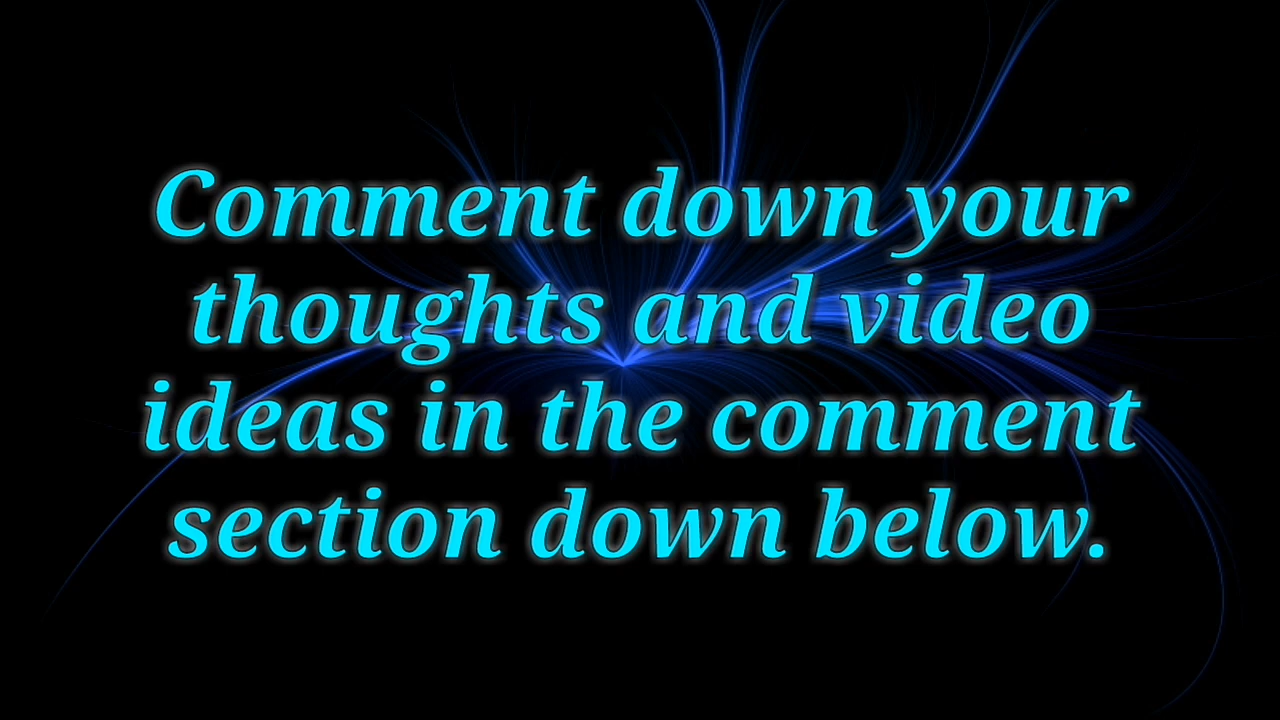 Comment down your
thoughts and video
ideas in the comment
section down below.